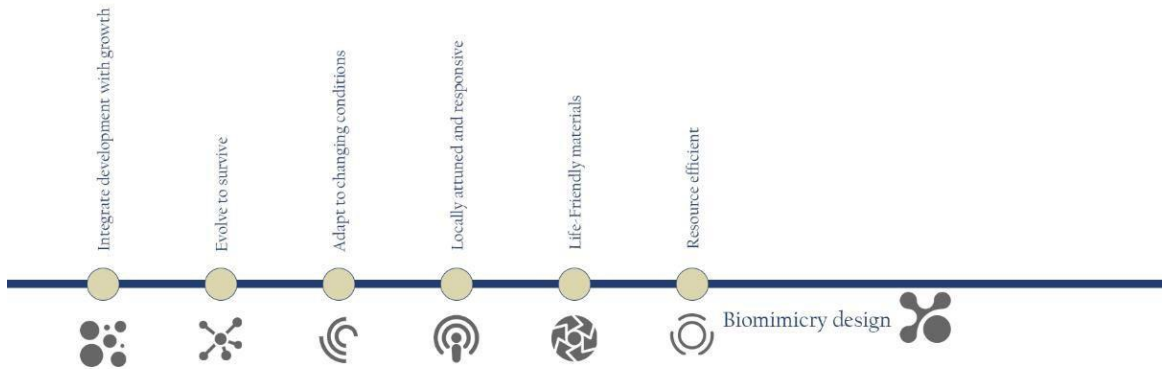 Integrate development with growth
Evolve to survive
Adapt to changing conditions
Locally attuned and responsive
Life-Friendly materials
Resource efficient
Biomimicry design